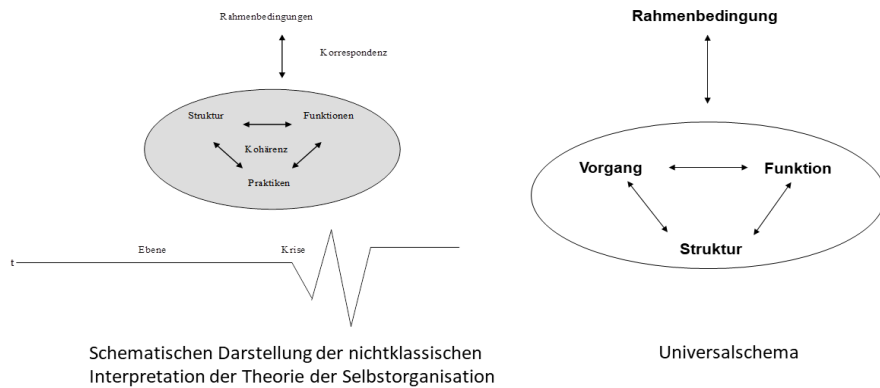 Rahmenbedingungen
Korrespondenz
Struktur Funktionen
Kohärenz
Praktiken
Ebene Krise
t
Schematischen Darstellung der nichtklassischen
Interpretation der Theorie der Selbstorganisation
Rahmenbedingung
Vorgang Funktion
Struktur
Universalschema